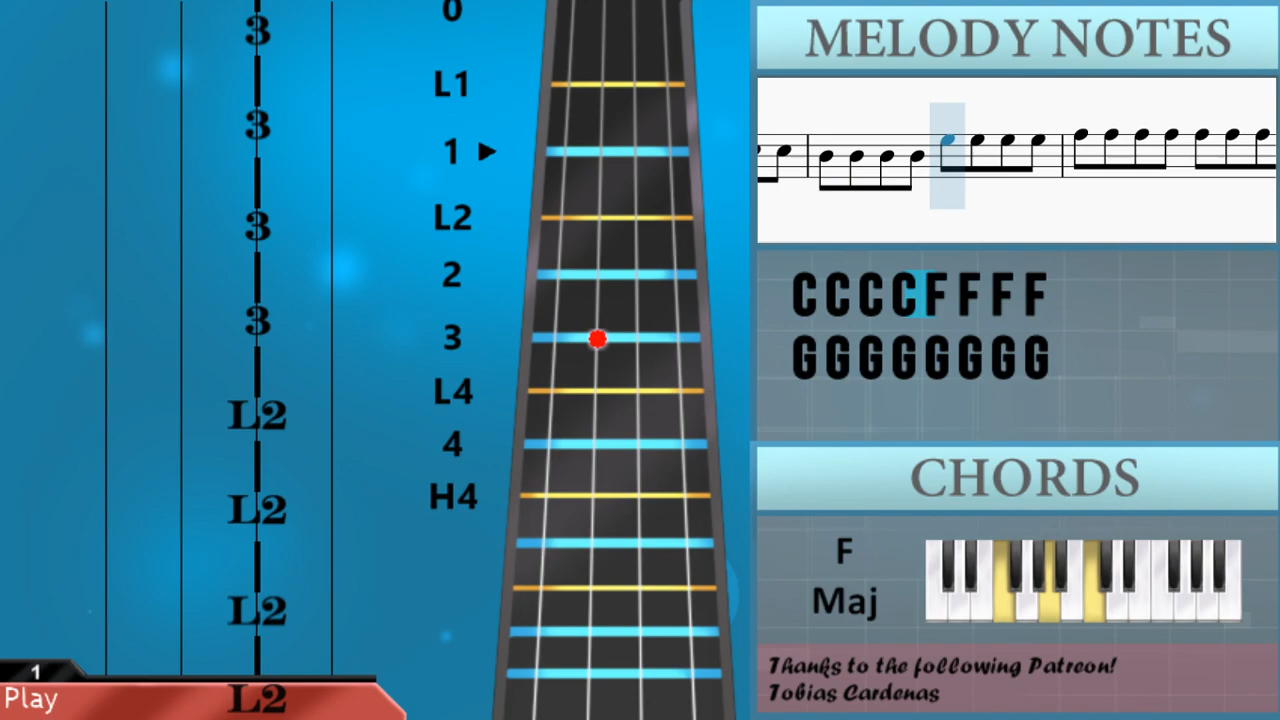 3
3
3
3
L2
L2
L2
L2
1
Play
0
L1
1
L2
2
3
L4
4
H4
MELODY NOTES
CCCCFFFF
GGGGGGGG
CHORDS
F
Maj
Thanks to the following Patreon!
Tobias Cardenas